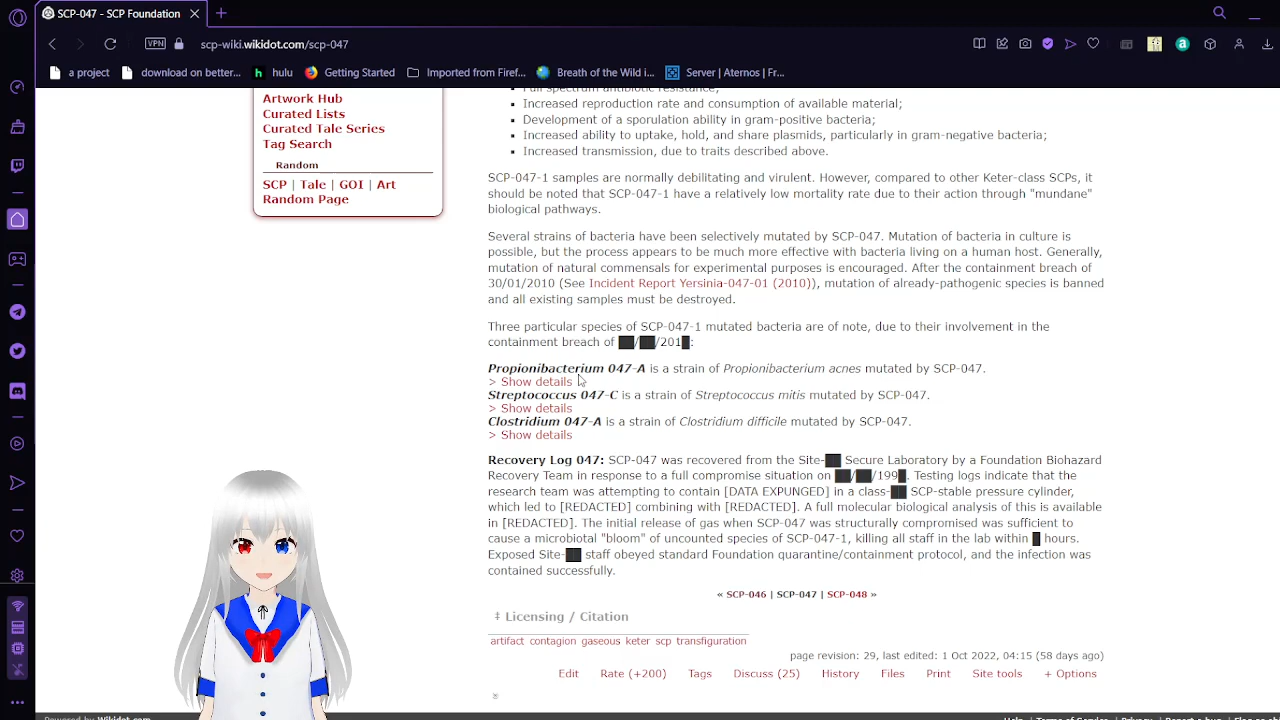 SCP-047 - SCP Foundation
VPN
scp-wiki.wikidot.com/scp-047
a project
download on better...
hulu
Getting Started
Imported from Firef...
Breath of the Wild i...
Server | Aternos | Fr...
Artwork Hub
Curated Lists
Curated Tale Series
Tag Search
Random
SCP | Tale | GOI | Art
Random Page
Full spectrum antibiotic resistance;
Increased reproduction rate and consumption of available material;
Development of a sporulation ability in gram-positive bacteria;
Increased ability to uptake, hold, and share plasmids, particularly in gram-negative bacteria;
Increased transmission, due to traits described above.
SCP-047-1 samples are normally debilitating and virulent. However, compared to other Keter-class SCPs, it
should be noted that SCP-047-1 have a relatively low mortality rate due to their action through "mundane"
biological pathways.
Several strains of bacteria have been selectively mutated by SCP-047. Mutation of bacteria in culture is
possible, but the process appears to be much more effective with bacteria living on a human host. Generally,
mutation of natural commensals for experimental purposes is encouraged. After the containment breach of
30/01/2010 (See Incident Report Yersinia-047-01 (2010)), mutation of already-pathogenic species is banned
and all existing samples must be destroyed.
Three particular species of SCP-047-1 mutated bacteria are of note, due to their involvement in the
containment breach of ██/██/201█:
Propionibacterium 047-A is a strain of Propionibacterium acnes mutated by SCP-047.
> Show details
Streptococcus 047-C is a strain of Streptococcus mitis mutated by SCP-047.
> Show details
Clostridium 047-A is a strain of Clostridium difficile mutated by SCP-047.
> Show details
Recovery Log 047: SCP-047 was recovered from the Site-██ Secure Laboratory by a Foundation Biohazard
Recovery Team in response to a full compromise situation on ██/██/199█. Testing logs indicate that the
research team was attempting to contain [DATA EXPUNGED] in a class-██ SCP-stable pressure cylinder,
which led to [REDACTED] combining with [REDACTED]. A full molecular biological analysis of this is available
in [REDACTED]. The initial release of gas when SCP-047 was structurally compromised was sufficient to
cause a microbiotal "bloom" of uncounted species of SCP-047-1, killing all staff in the lab within █ hours.
Exposed Site-██ staff obeyed standard Foundation quarantine/containment protocol, and the infection was
contained successfully.
« SCP-046 | SCP-047 | SCP-048 »
‡ Licensing / Citation
artifact contagion gaseous keter scp transfiguration
page revision: 29, last edited: 1 Oct 2022, 04:15 (58 days ago)
Edit Rate (+200) Tags Discuss (25) History Files Print Site tools + Options
Powered by Wikidot.com
Help | Terms of Service | Privacy | Report a bug | Flag as